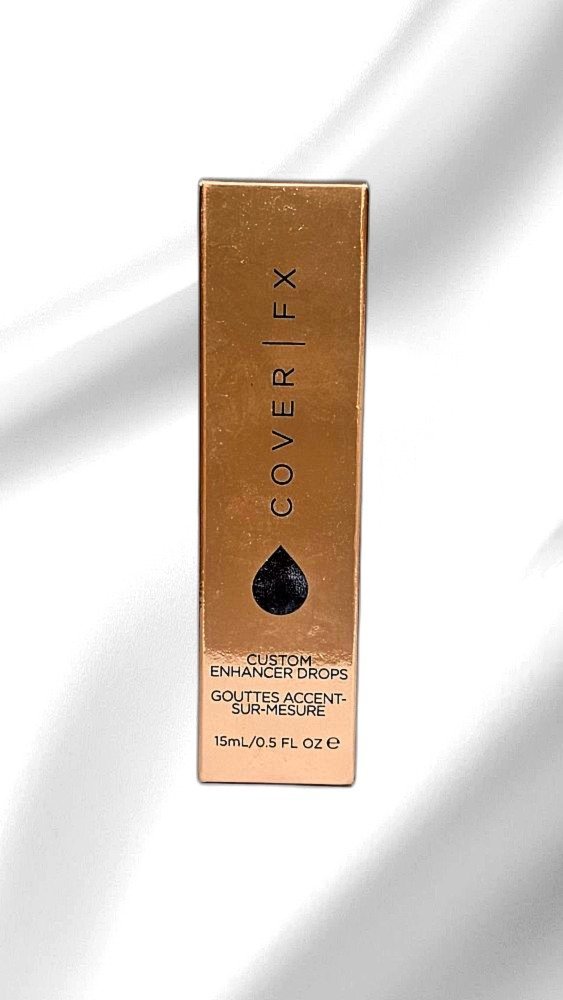 COVER | FX
CUSTOM
ENHANCER DROPS
GOUTTES ACCENT-
SUR-MESURE
15mL/0.5 FL OZ ℮